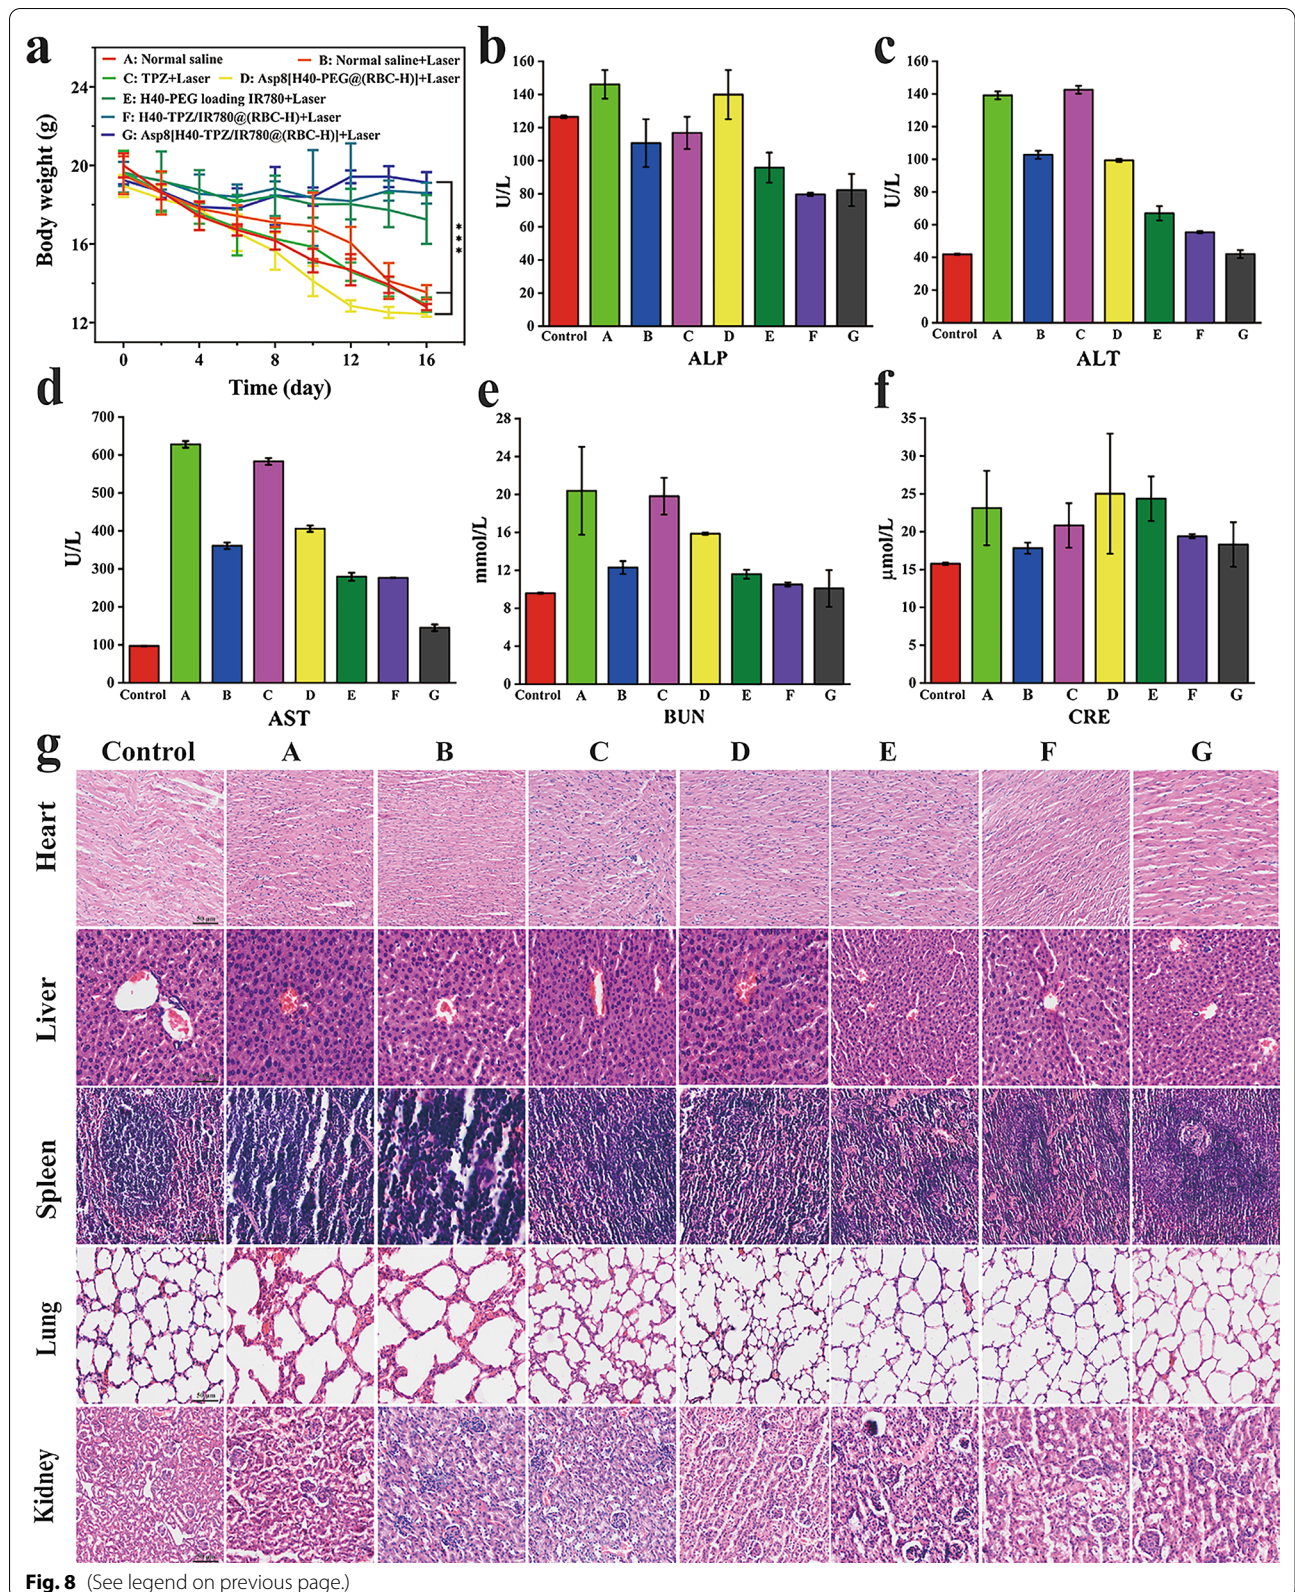 a
A: Normal saline
B: Normal saline+Laser
C: TPZ+Laser
D: Asp8[H40-PEG@(RBC-H)]+Laser
E: H40-PEG loading IR780+Laser
F: H40-TPZ/IR780@(RBC-H)+Laser
G: Asp8[H40-TPZ/IR780@(RBC-H)]+Laser
Body weight (g)
24
20
16
12
0 4 8 12 16
Time (day)
***
b
U/L
160
140
120
100
80
60
40
20
0
Control A B C D E F G
ALP
c
U/L
160
140
120
100
80
60
40
20
0
Control A B C D E F G
ALT
d
U/L
700
600
500
400
300
200
100
0
Control A B C D E F G
AST
e
mmol/L
28
24
20
16
12
8
4
0
Control A B C D E F G
BUN
f
μmol/L
35
30
25
20
15
10
5
0
Control A B C D E F G
CRE
g
Control A B C D E F G
Heart
50 μm
Liver
Spleen
Lung
50 μm
Kidney
Fig. 8 (See legend on previous page.)